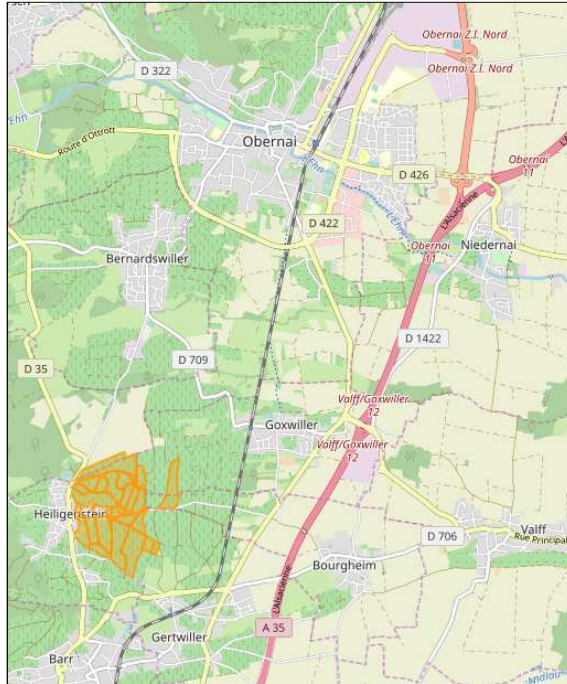 Obernai Z.I. Nord
Obernai Z.I. Nord
D 322
Ehn
Route d'Ottrott
Obernai
l'Ehn
D 426
Obernai
11
L'Alsacienne
D 422
L'Ehn
Obernai
11
Niedernai
Bernardswiller
D 1422
D 709
D 35
Valff/Goxwiller
12
Goxwiller
Valff/Goxwiller
12
Heiligenstein
D 706
Valff
Rue Principal
Bourgheim
L'Alsacienne
Gertwiller
A 35
Barr